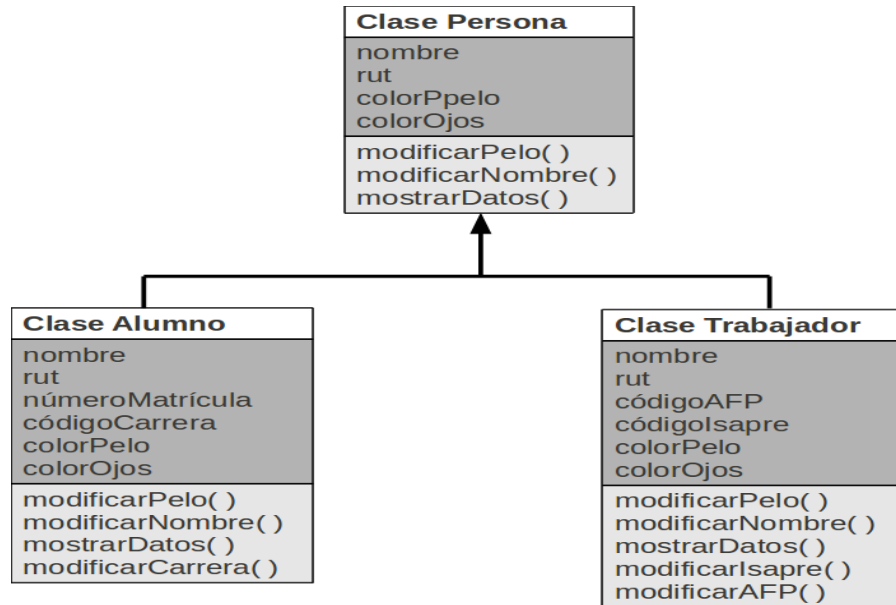 Clase Persona
nombre
rut
colorPpelo
colorOjos
modificarPelo( )
modificarNombre( )
mostrarDatos( )
Clase Alumno
nombre
rut
númeroMatrícula
códigoCarrera
colorPelo
colorOjos
modificarPelo( )
modificarNombre( )
mostrarDatos( )
modificarCarrera( )
Clase Trabajador
nombre
rut
códigoAFP
códigoIsapre
colorPelo
colorOjos
modificarPelo( )
modificarNombre( )
mostrarDatos( )
modificarIsapre( )
modificarAFP( )